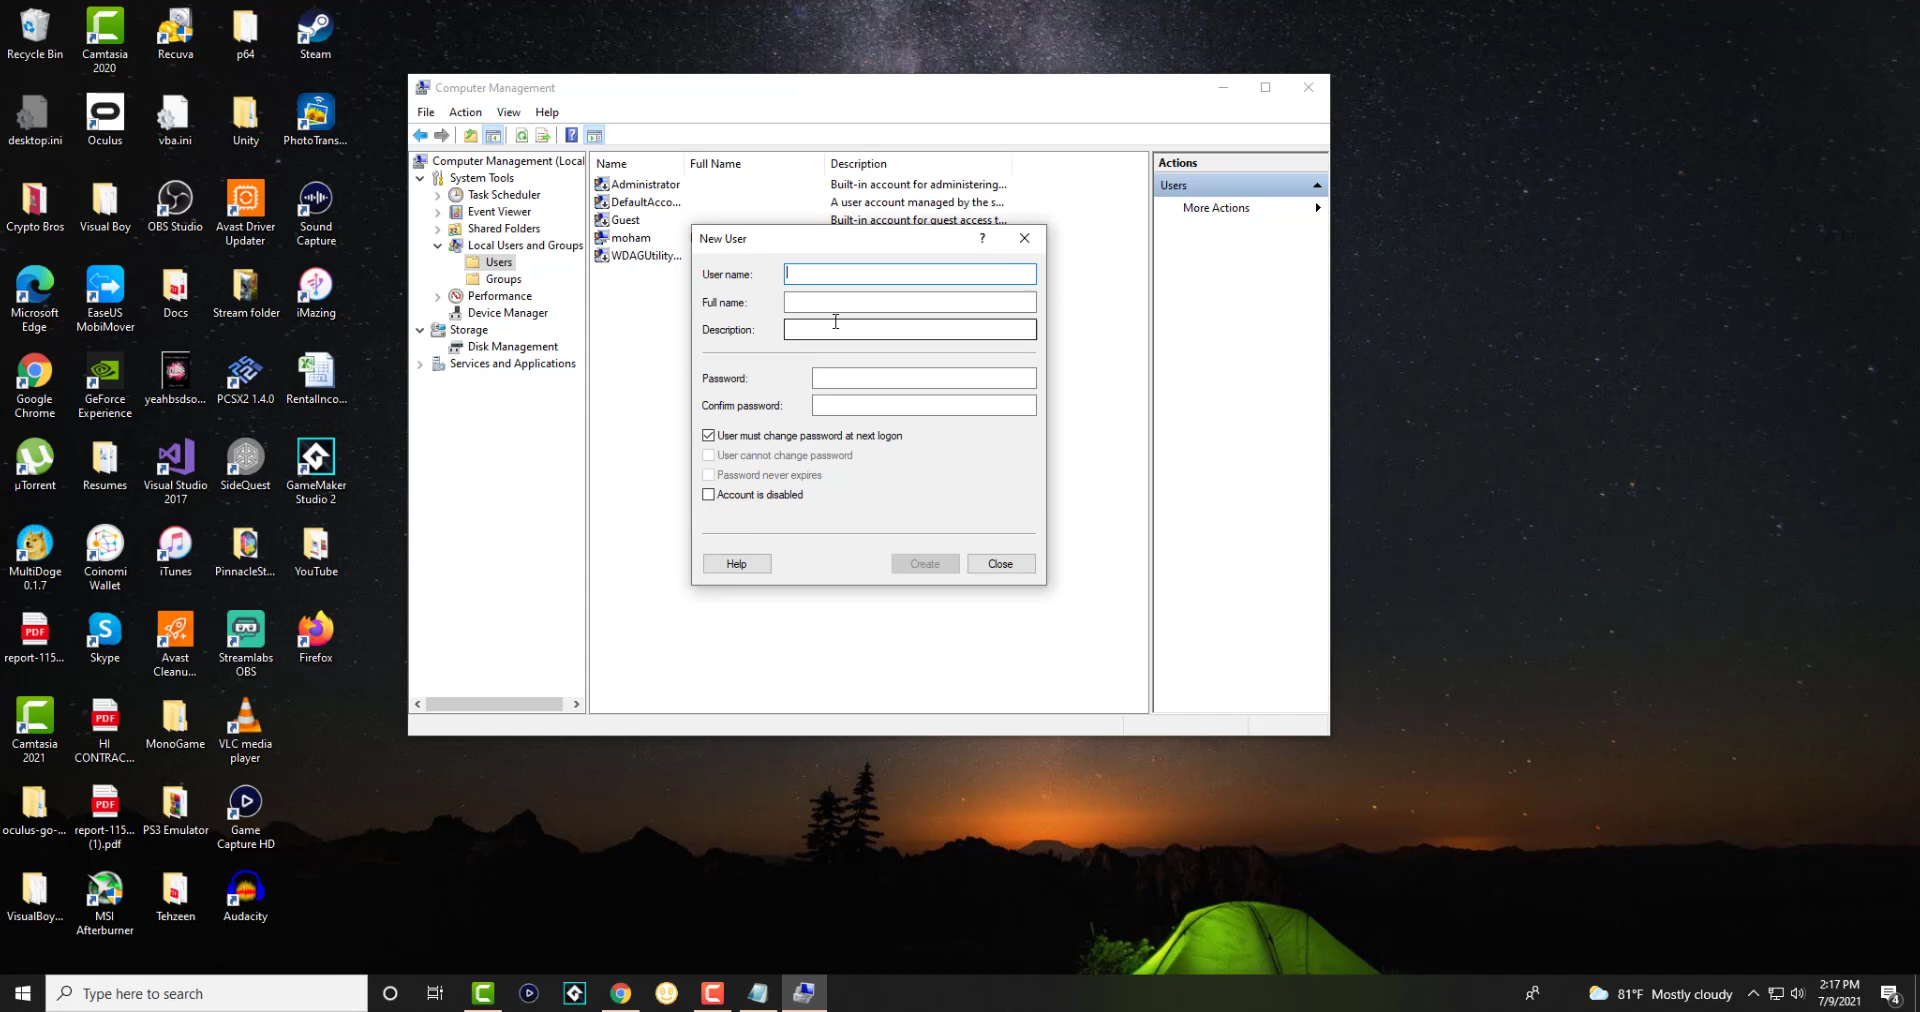 Recycle Bin
Camtasia
2020
Recuva
p64
Steam
desktop.ini
Oculus
vba.ini
Unity
PhotoTrans...
Crypto Bros
Visual Boy
OBS Studio
Avast Driver
Updater
Sound
Capture
Microsoft
Edge
EaseUS
MobiMover
Docs
Stream folder
iMazing
Google
Chrome
GeForce
Experience
yeahbsdso...
PCSX2 1.4.0
RentalInco...
µTorrent
Resumes
Visual Studio
2017
SideQuest
GameMaker
Studio 2
MultiDoge
0.1.7
Coinomi
Wallet
iTunes
PinnacleSt...
YouTube
PDF
report-115...
Skype
Avast
Cleanu...
Streamlabs
OBS
Firefox
Camtasia
2021
PDF
HI
CONTRAC...
MonoGame
VLC media
player
oculus-go-...
PDF
report-115...
(1).pdf
PS3 Emulator
Game
Capture HD
VisualBoy...
MSI
Afterburner
Tehzeen
Audacity
Computer Management
File Action View Help
Computer Management (Local
System Tools
Task Scheduler
Event Viewer
Shared Folders
Local Users and Groups
Users
Groups
Performance
Device Manager
Storage
Disk Management
Services and Applications
Name Full Name Description
Administrator Built-in account for administering...
DefaultAcco... A user account managed by the s...
Guest Built-in account for guest access t...
moham
WDAGUtility...
Actions
Users
More Actions
New User
User name:
Full name:
Description:
Password:
Confirm password:
User must change password at next logon
User cannot change password
Password never expires
Account is disabled
Help Create Close
Type here to search
81°F Mostly cloudy
2:17 PM
7/9/2021
4